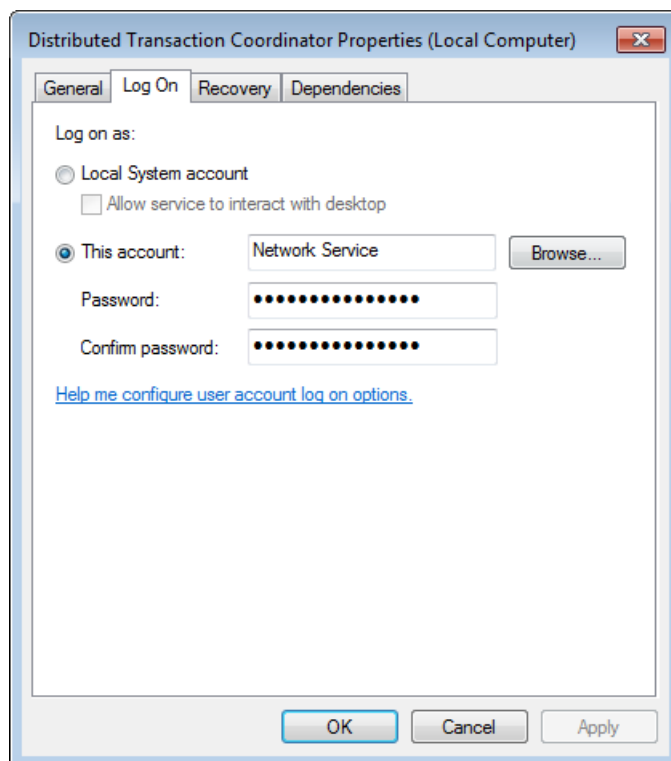 Distributed Transaction Coordinator Properties (Local Computer)
General Log On Recovery Dependencies
Log on as:
Local System account
Allow service to interact with desktop
This account: Network Service Browse...
Password: •••••••••••••••
Confirm password: •••••••••••••••
Help me configure user account log on options.
OK Cancel Apply